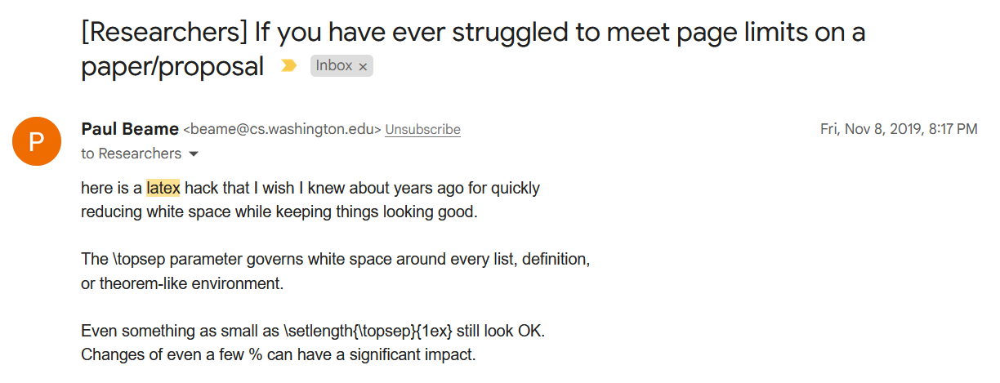 [Researchers] If you have ever struggled to meet page limits on a
paper/proposal Inbox ×
P
Paul Beame <beame@cs.washington.edu> Unsubscribe Fri, Nov 8, 2019, 8:17 PM
to Researchers
here is a latex hack that I wish I knew about years ago for quickly
reducing white space while keeping things looking good.
The \topsep parameter governs white space around every list, definition,
or theorem-like environment.
Even something as small as \setlength{\topsep}{1ex} still look OK.
Changes of even a few % can have a significant impact.